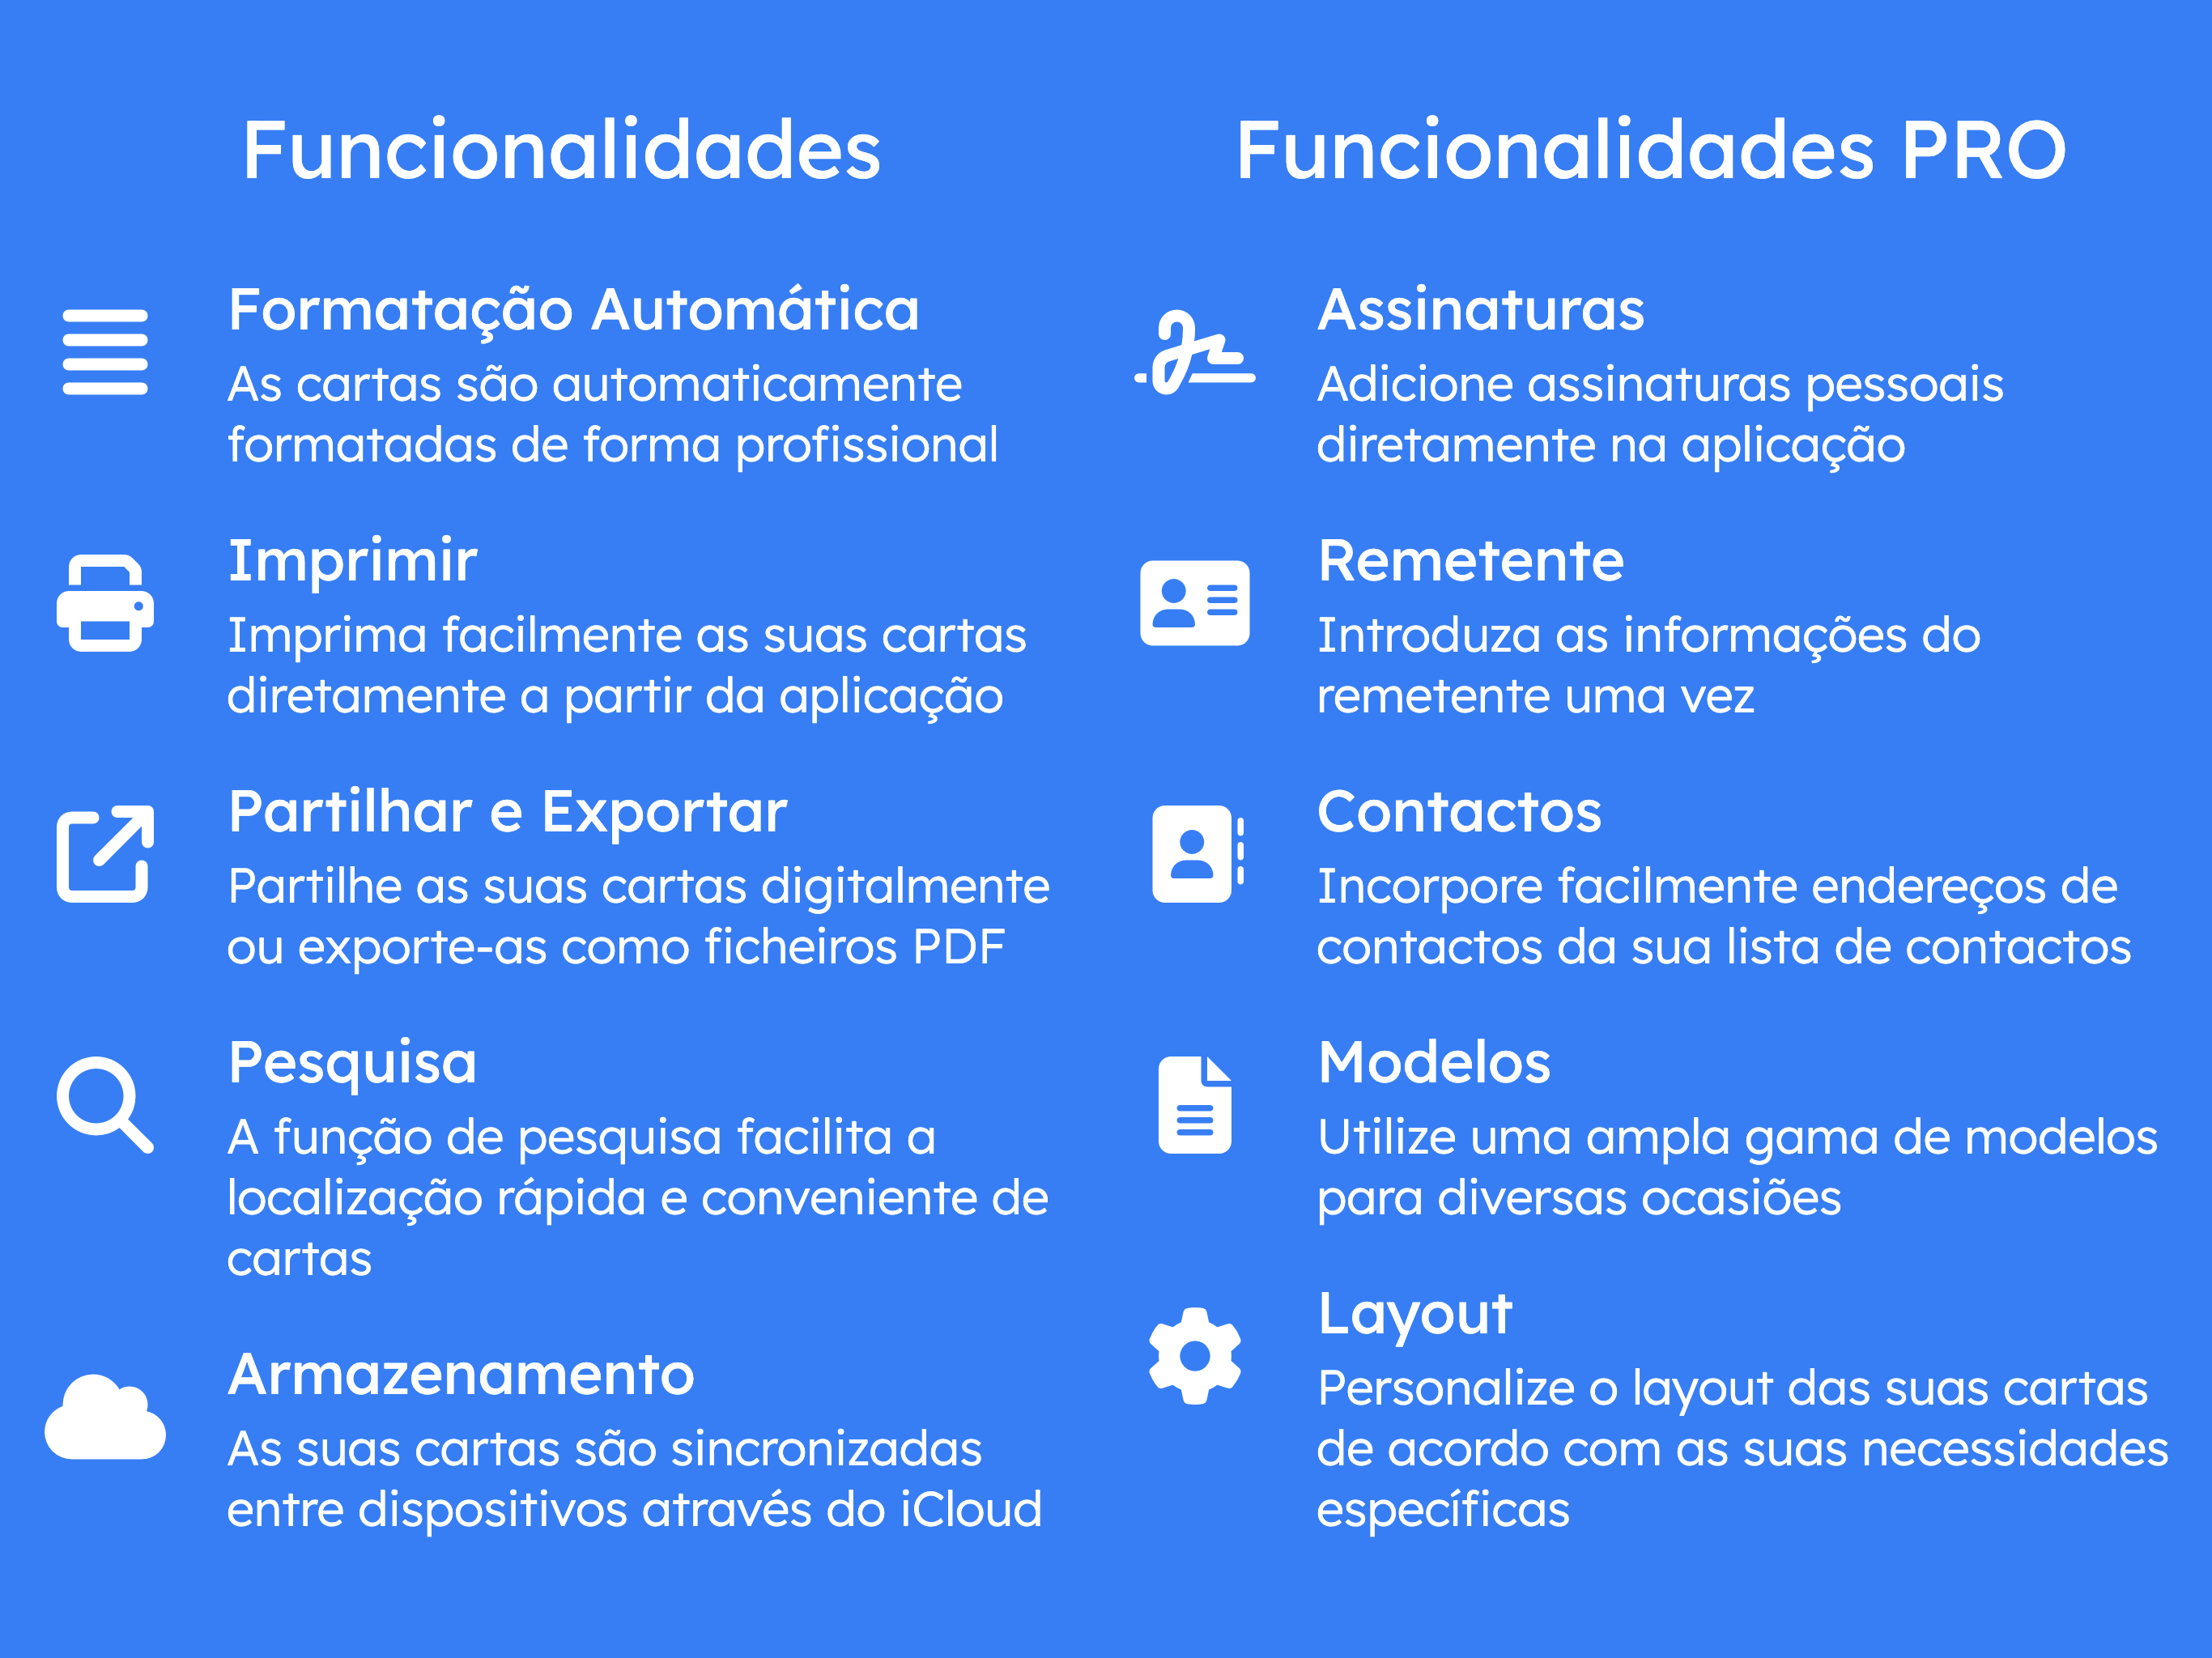 Funcionalidades
Formatação Automática
As cartas são automaticamente
formatadas de forma profissional
Imprimir
Imprima facilmente as suas cartas
diretamente a partir da aplicação
Partilhar e Exportar
Partilhe as suas cartas digitalmente
ou exporte-as como ficheiros PDF
Pesquisa
A função de pesquisa facilita a
localização rápida e conveniente de
cartas
Armazenamento
As suas cartas são sincronizadas
entre dispositivos através do iCloud
Funcionalidades PRO
Assinaturas
Adicione assinaturas pessoais
diretamente na aplicação
Remetente
Introduza as informações do
remetente uma vez
Contactos
Incorpore facilmente endereços de
contactos da sua lista de contactos
Modelos
Utilize uma ampla gama de modelos
para diversas ocasiões
Layout
Personalize o layout das suas cartas
de acordo com as suas necessidades
específicas